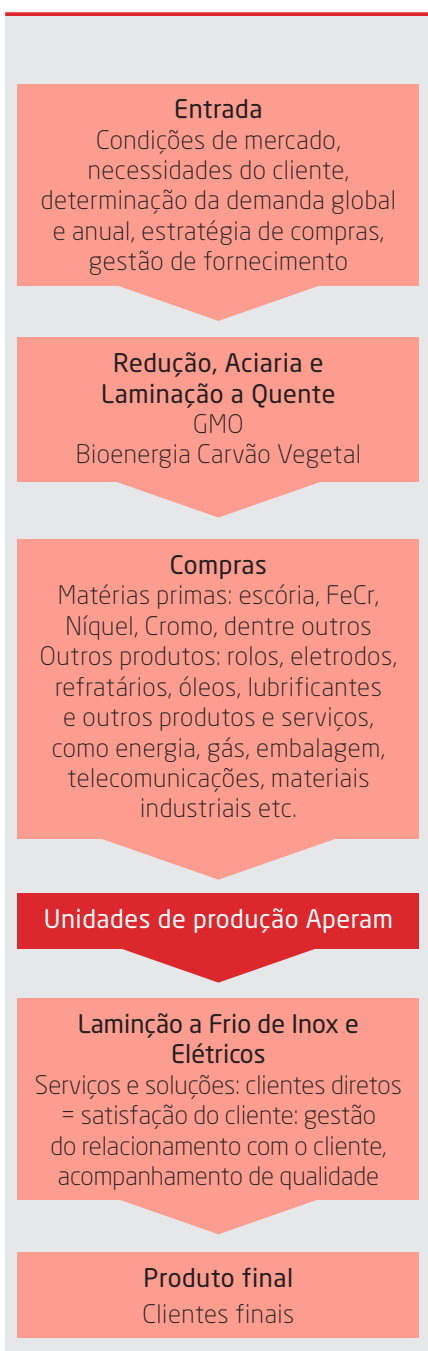 Entrada
Condições de mercado,
necessidades do cliente,
determinação da demanda global
e anual, estratégia de compras,
gestão de fornecimento
Redução, Aciaria e
Laminação a Quente
GMO
Bioenergia Carvão Vegetal
Compras
Matérias primas: escória, FeCr,
Níquel, Cromo, dentre outros
Outros produtos: rolos, eletrodos,
refratários, óleos, lubrificantes
e outros produtos e serviços,
como energia, gás, embalagem,
telecomunicações, materiais
industriais etc.
Unidades de produção Aperam
Laminção a Frio de Inox e
Elétricos
Serviços e soluções: clientes diretos
= satisfação do cliente: gestão
do relacionamento com o cliente,
acompanhamento de qualidade
Produto final
Clientes finais